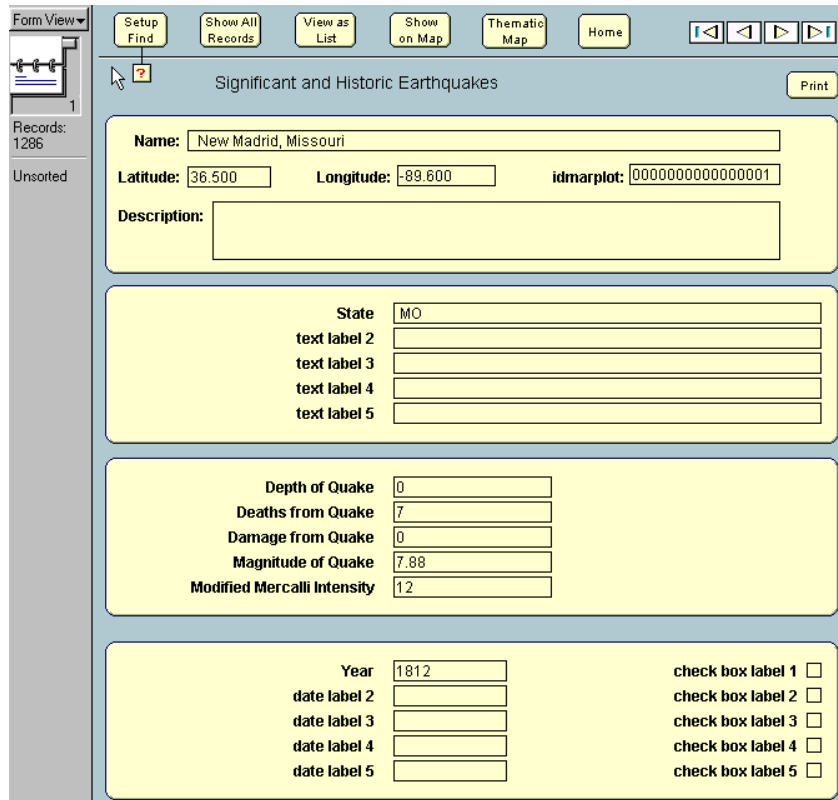 Form View
Setup Find
Show All Records
View as List
Show on Map
Thematic Map
Home
1
Records:
1286
Unsorted
?
Significant and Historic Earthquakes
Print
Name: New Madrid, Missouri
Latitude: 36.500 Longitude: -89.600 idmarplot: 0000000000000001
Description:
State MO
text label 2
text label 3
text label 4
text label 5
Depth of Quake 0
Deaths from Quake 7
Damage from Quake 0
Magnitude of Quake 7.88
Modified Mercalli Intensity 12
Year 1812 check box label 1
date label 2 check box label 2
date label 3 check box label 3
date label 4 check box label 4
date label 5 check box label 5